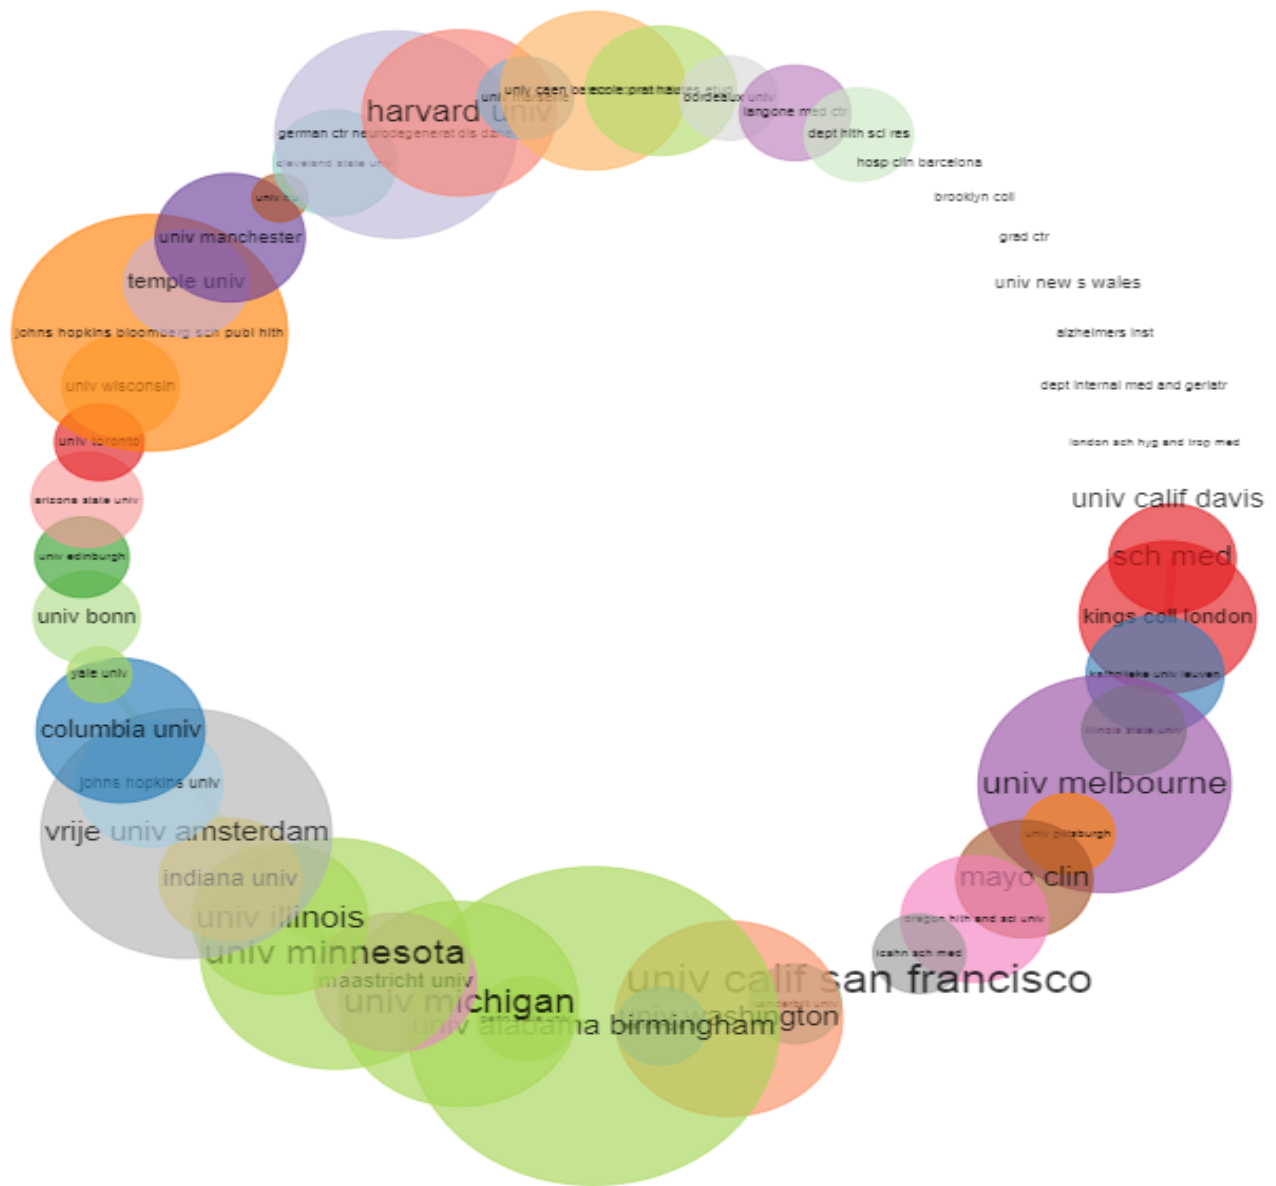 harvard univ
univ caen ba
ecole prat hautes etud
bordeaux univ
langone med ctr
german ctr neurodegenerat dis dzne
dept hlth sci res
cleveland state univ
hosp clin barcelona
univ
brooklyn coll
univ manchester
grad ctr
temple univ
univ new s wales
johns hopkins bloomberg sch publ hlth
alzheimers inst
univ wisconsin
dept internal med and geriatr
univ toronto
london sch hyg and trop med
arizona state univ
univ calif davis
univ edinburgh
sch med
univ bonn
kings coll london
yale univ
katholieke univ leuven
columbia univ
illinois state univ
johns hopkins univ
univ melbourne
vrije univ amsterdam
univ pittsburgh
indiana univ
mayo clin
univ illinois
oregon hlth and sci univ
univ minnesota
icahn sch med
maastricht univ
univ calif san francisco
univ michigan
vanderbilt univ
univ washington
univ alabama birmingham